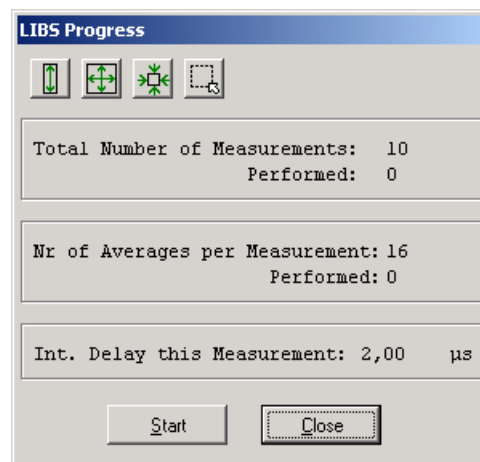 LIBS Progress
Total Number of Measurements: 10
Performed: 0
Nr of Averages per Measurement: 16
Performed: 0
Int. Delay this Measurement: 2,00 µs
Start
Close